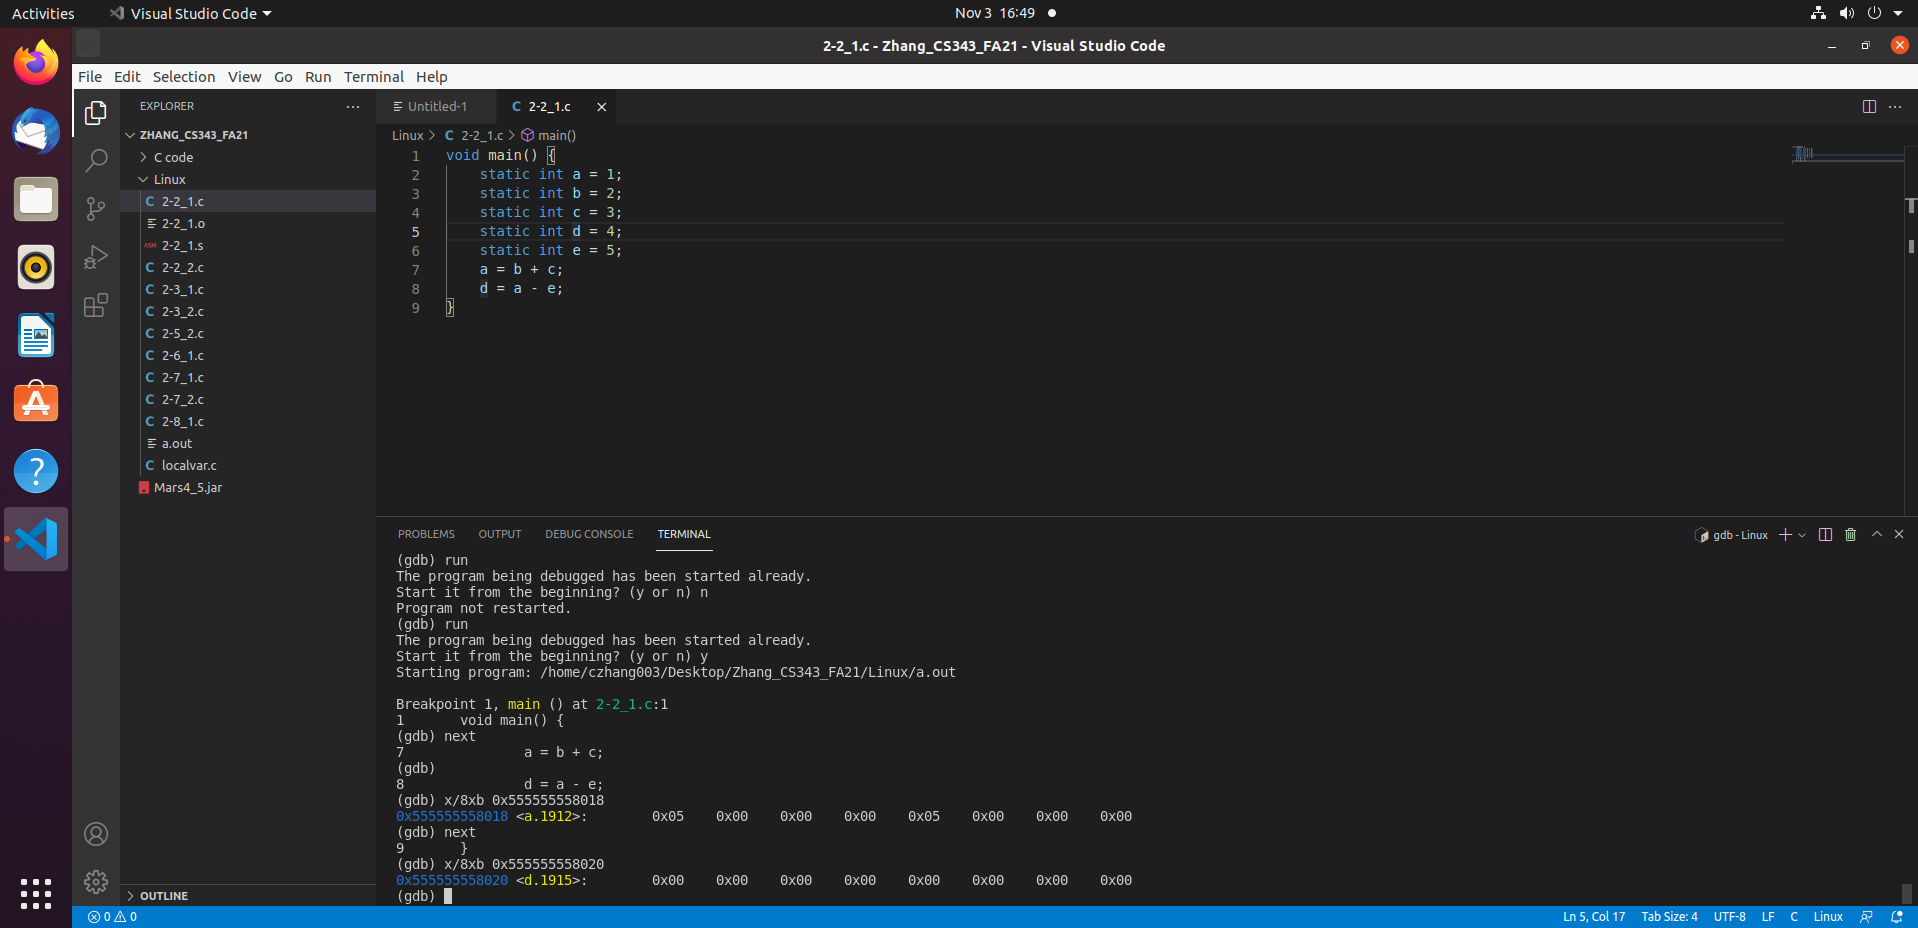 Activities
Visual Studio Code
Nov 3 16:49
2-2_1.c - Zhang_CS343_FA21 - Visual Studio Code
File Edit Selection View Go Run Terminal Help
EXPLORER
ZHANG_CS343_FA21
C code
Linux
C 2-2_1.c
2-2_1.o
ASM 2-2_1.s
C 2-2_2.c
C 2-3_1.c
C 2-3_2.c
C 2-5_2.c
C 2-6_1.c
C 2-7_1.c
C 2-7_2.c
C 2-8_1.c
a.out
C localvar.c
Mars4_5.jar
OUTLINE
Untitled-1
C 2-2_1.c
Linux > C 2-2_1.c > main()
1 void main() {
2 static int a = 1;
3 static int b = 2;
4 static int c = 3;
5 static int d = 4;
6 static int e = 5;
7 a = b + c;
8 d = a - e;
9 }
PROBLEMS OUTPUT DEBUG CONSOLE TERMINAL
gdb - Linux
(gdb) run
The program being debugged has been started already.
Start it from the beginning? (y or n) n
Program not restarted.
(gdb) run
The program being debugged has been started already.
Start it from the beginning? (y or n) y
Starting program: /home/czhang003/Desktop/Zhang_CS343_FA21/Linux/a.out
Breakpoint 1, main () at 2-2_1.c:1
1 void main() {
(gdb) next
7 a = b + c;
(gdb)
8 d = a - e;
(gdb) x/8xb 0x555555558018
0x555555558018 <a.1912>: 0x05 0x00 0x00 0x00 0x05 0x00 0x00 0x00
(gdb) next
9 }
(gdb) x/8xb 0x555555558020
0x555555558020 <d.1915>: 0x00 0x00 0x00 0x00 0x00 0x00 0x00 0x00
(gdb)
0 0
Ln 5, Col 17 Tab Size: 4 UTF-8 LF C Linux